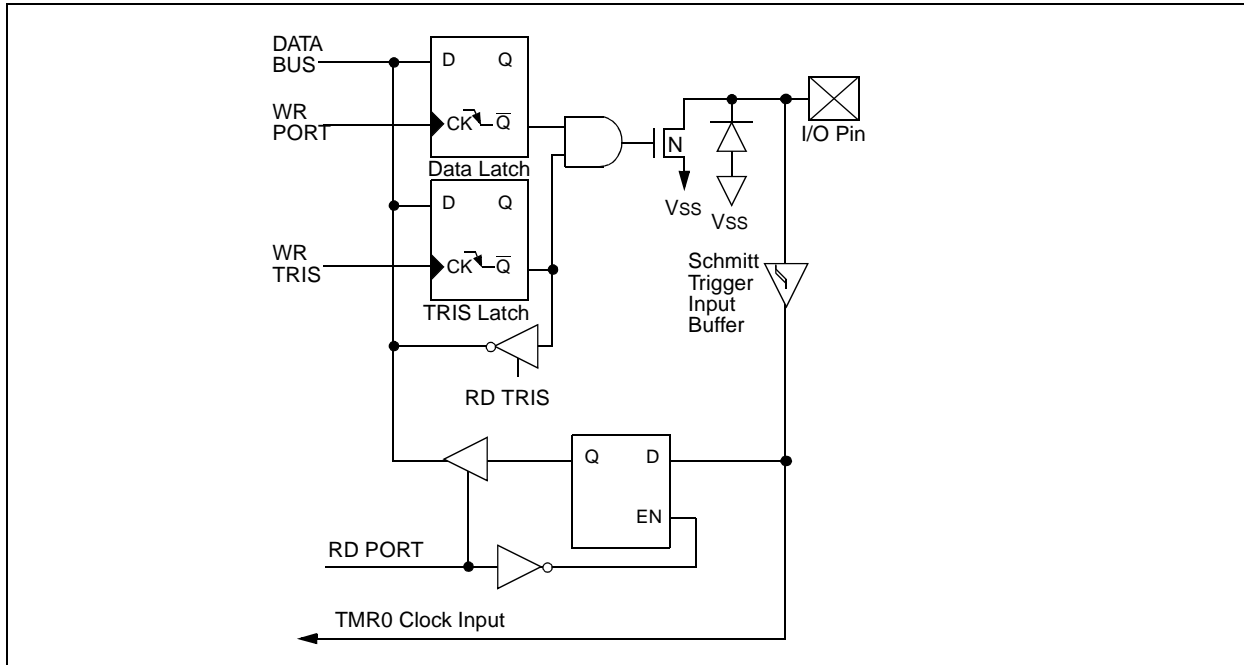 DATA
BUS
D
Q
WR
PORT
CK
Q̅
Data Latch
N
VSS
VSS
I/O Pin
D
Q
WR
TRIS
CK
Q̅
TRIS Latch
Schmitt
Trigger
Input
Buffer
RD TRIS
Q
D
EN
RD PORT
TMR0 Clock Input